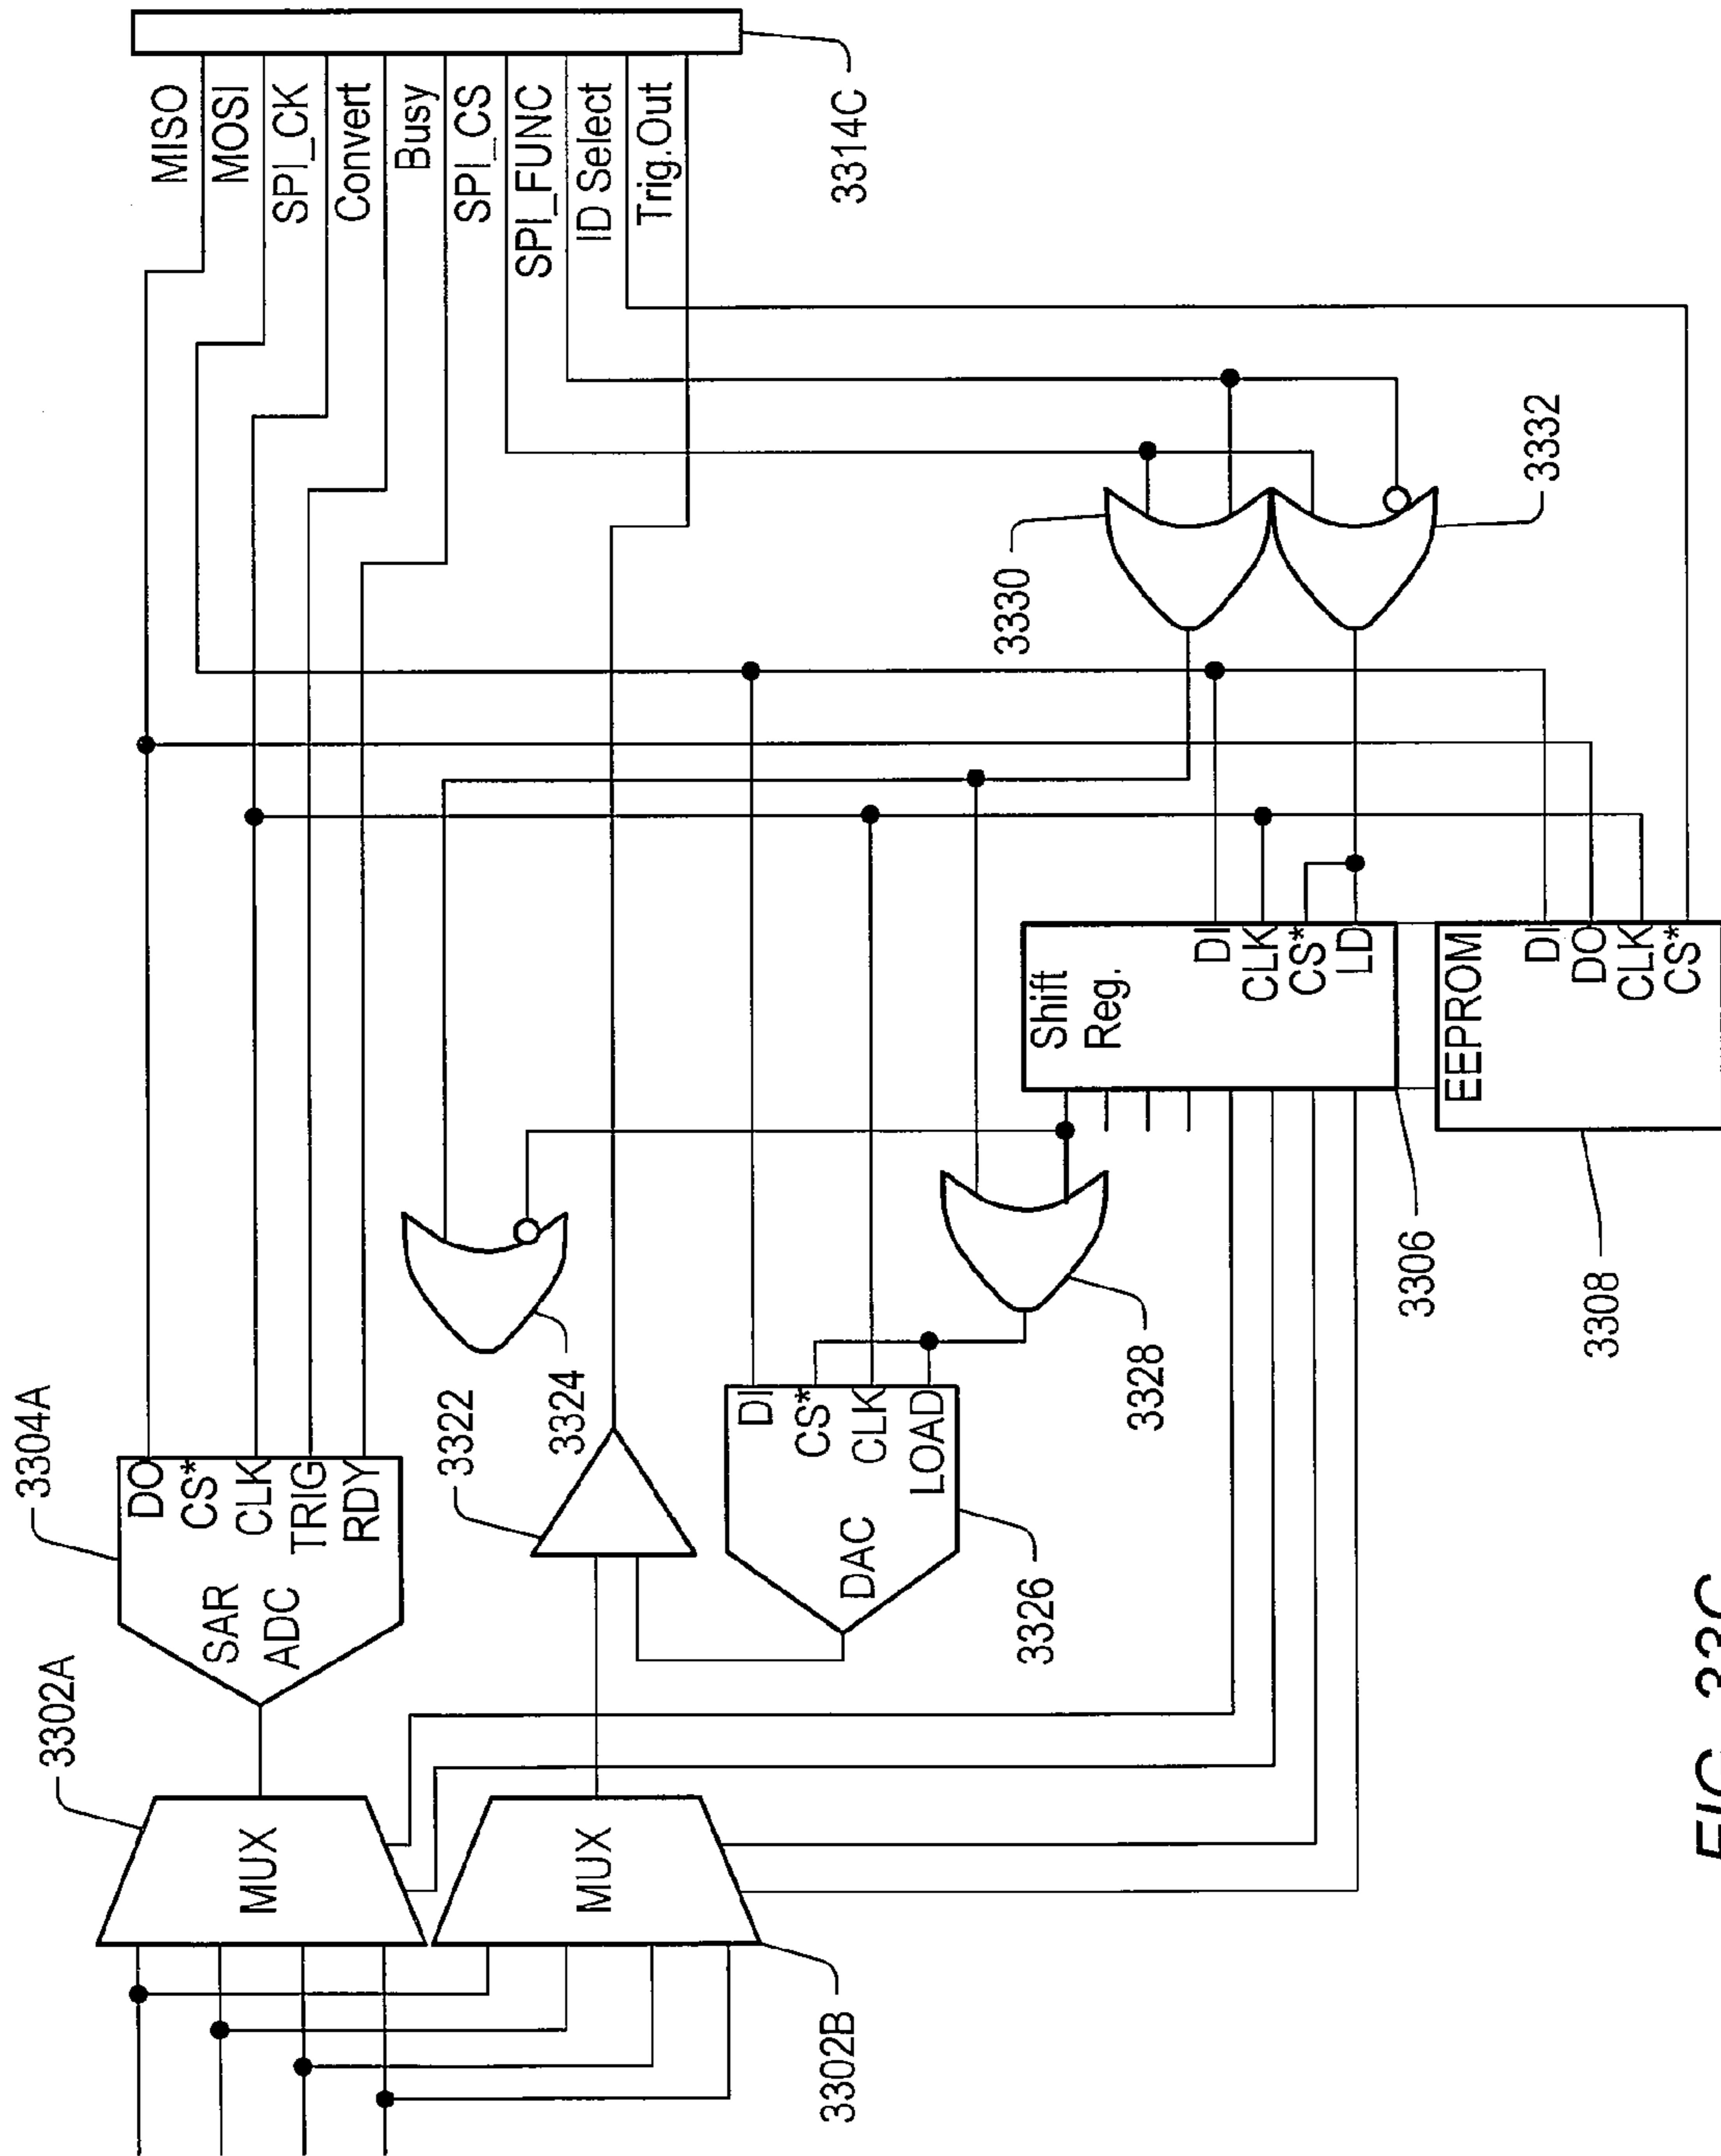 MISO
MOSI
SPI_CK
Convert
Busy
SPI_CS
SPI_FUNC
ID Select
Trig.Out
3314C
3304A
DO
CS*
CLK
TRIG
RDY
SAR
ADC
3302A
MUX
MUX
3302B
3322
3324
DI
CS*
CLK
LOAD
DAC
3326
3328
3330
3332
Shift
Reg.
DI
CLK
CS*
LD
3306
EEPROM
DI
DO
CLK
CS*
3308
FIG. 33C